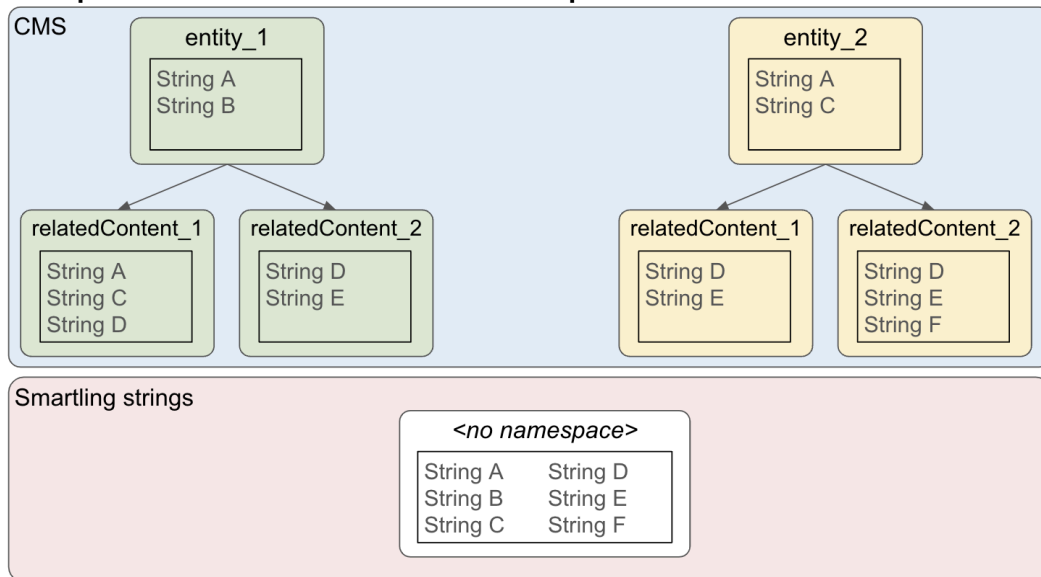 CMS
entity_1
String A
String B
entity_2
String A
String C
relatedContent_1
String A
String C
String D
relatedContent_2
String D
String E
relatedContent_1
String D
String E
relatedContent_2
String D
String E
String F
Smartling strings
<no namespace>
String A String D
String B String E
String C String F